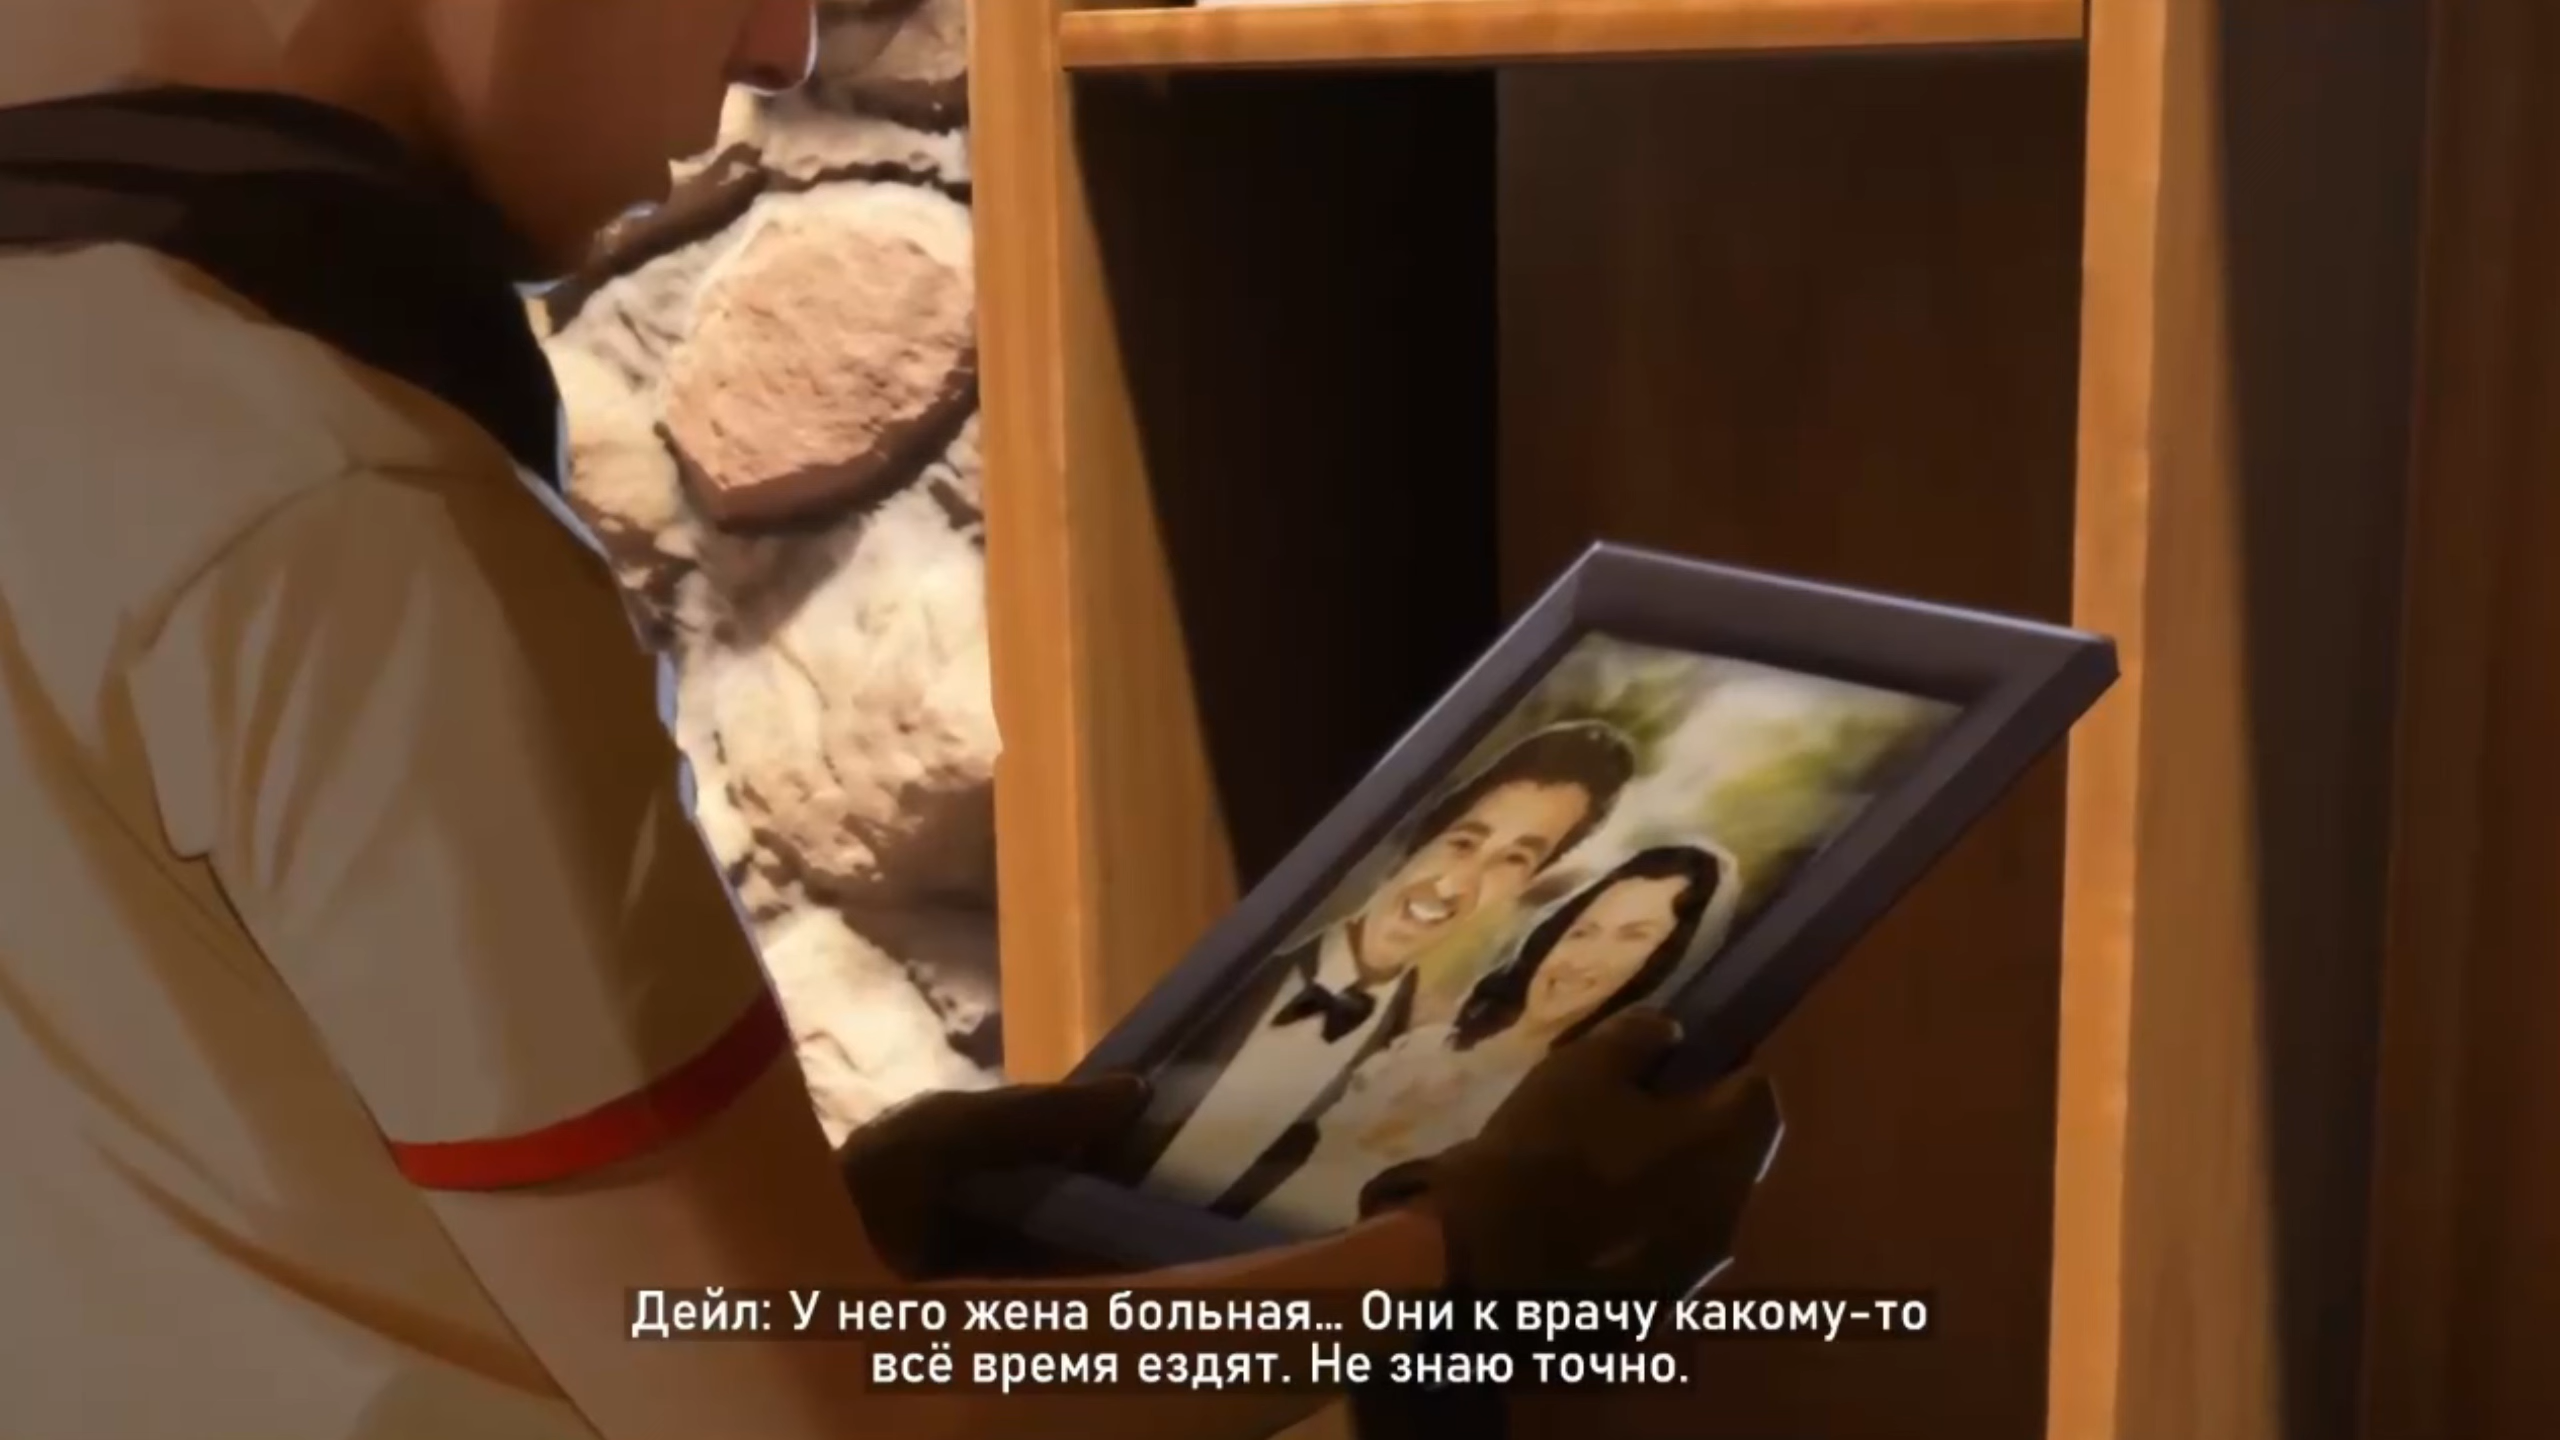 Дейл: У него жена больная... Они к врачу какому-то
всё время ездят. Не знаю точно.